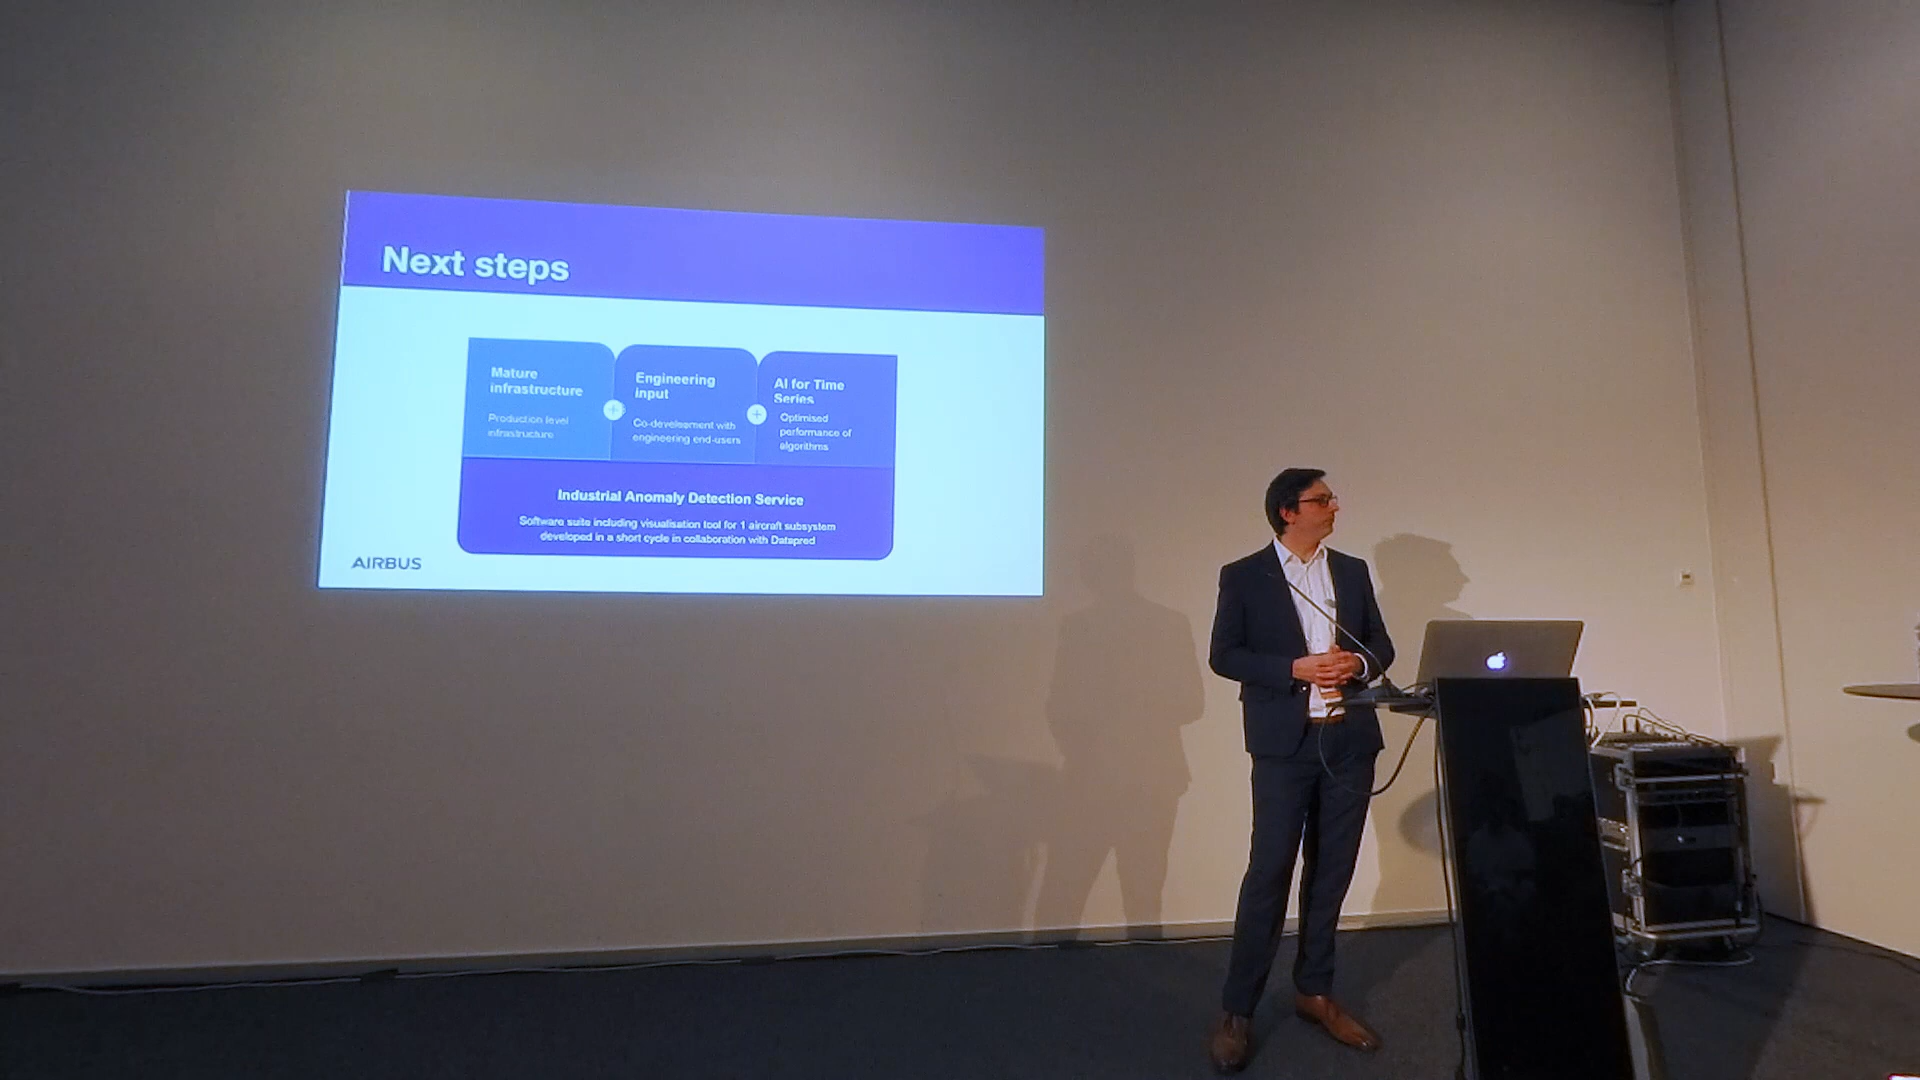 Next steps
Mature
infrastructure
Production level
infrastructure
Engineering
input
Co-development with
engineering end-users
AI for Time
Series
Optimised
performance of
algorithms
Industrial Anomaly Detection Service
Software suite including visualisation tool for 1 aircraft subsystem
developed in a short cycle in collaboration with Datapred
AIRBUS